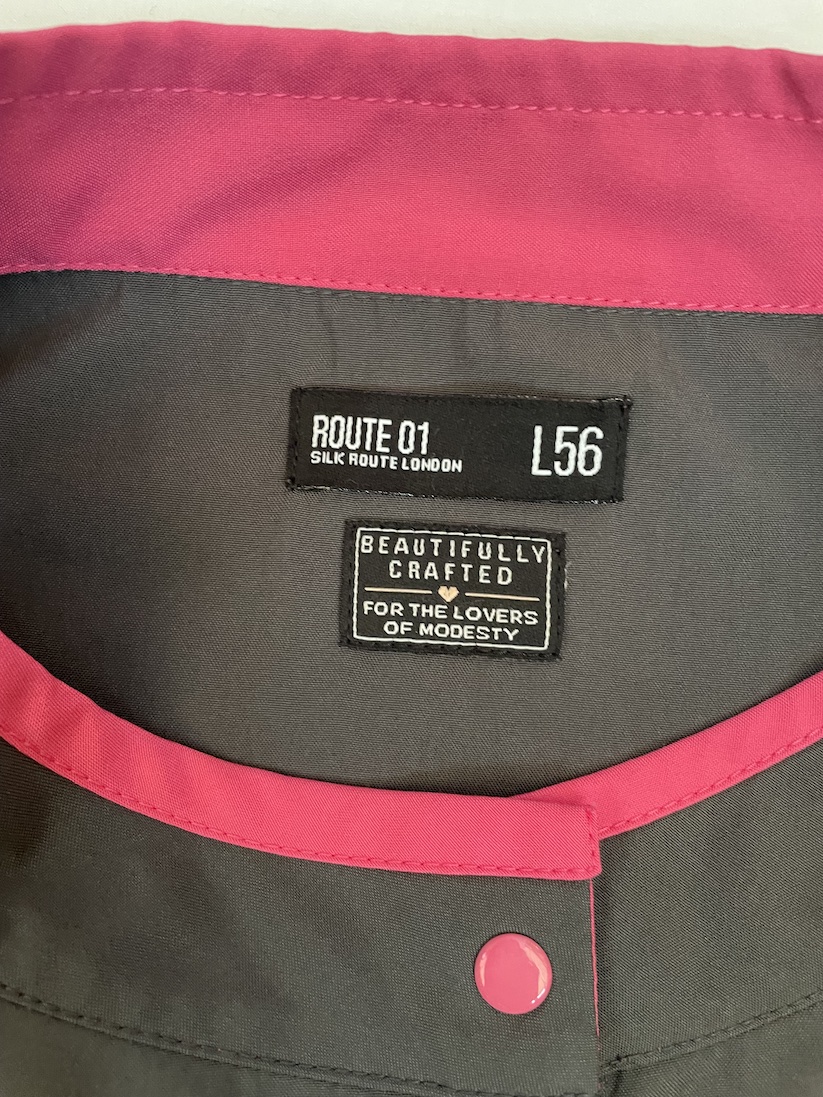 ROUTE 01
SILK ROUTE LONDON
L56
BEAUTIFULLY
CRAFTED
FOR THE LOVERS
OF MODESTY